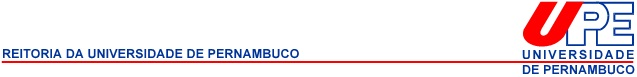 UPE
REITORIA DA UNIVERSIDADE DE PERNAMBUCO
UNIVERSIDADE
DE PERNAMBUCO